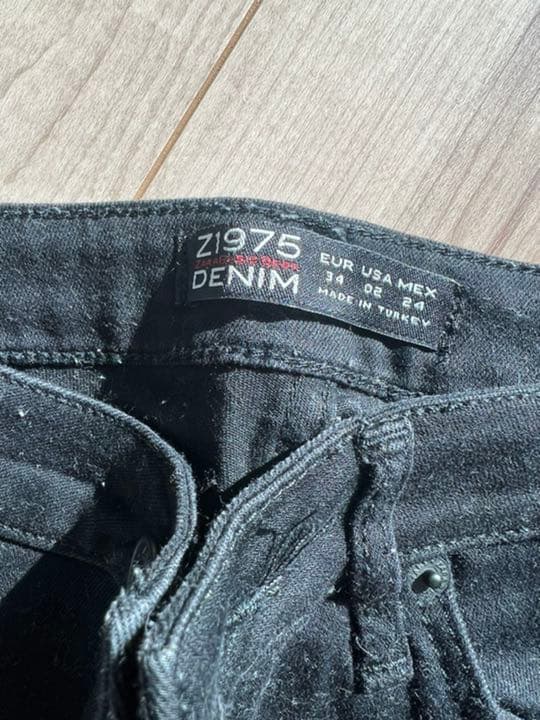 Z1975
DENIM
EUR USA MEX
34 02 24
MADE IN TURKEY